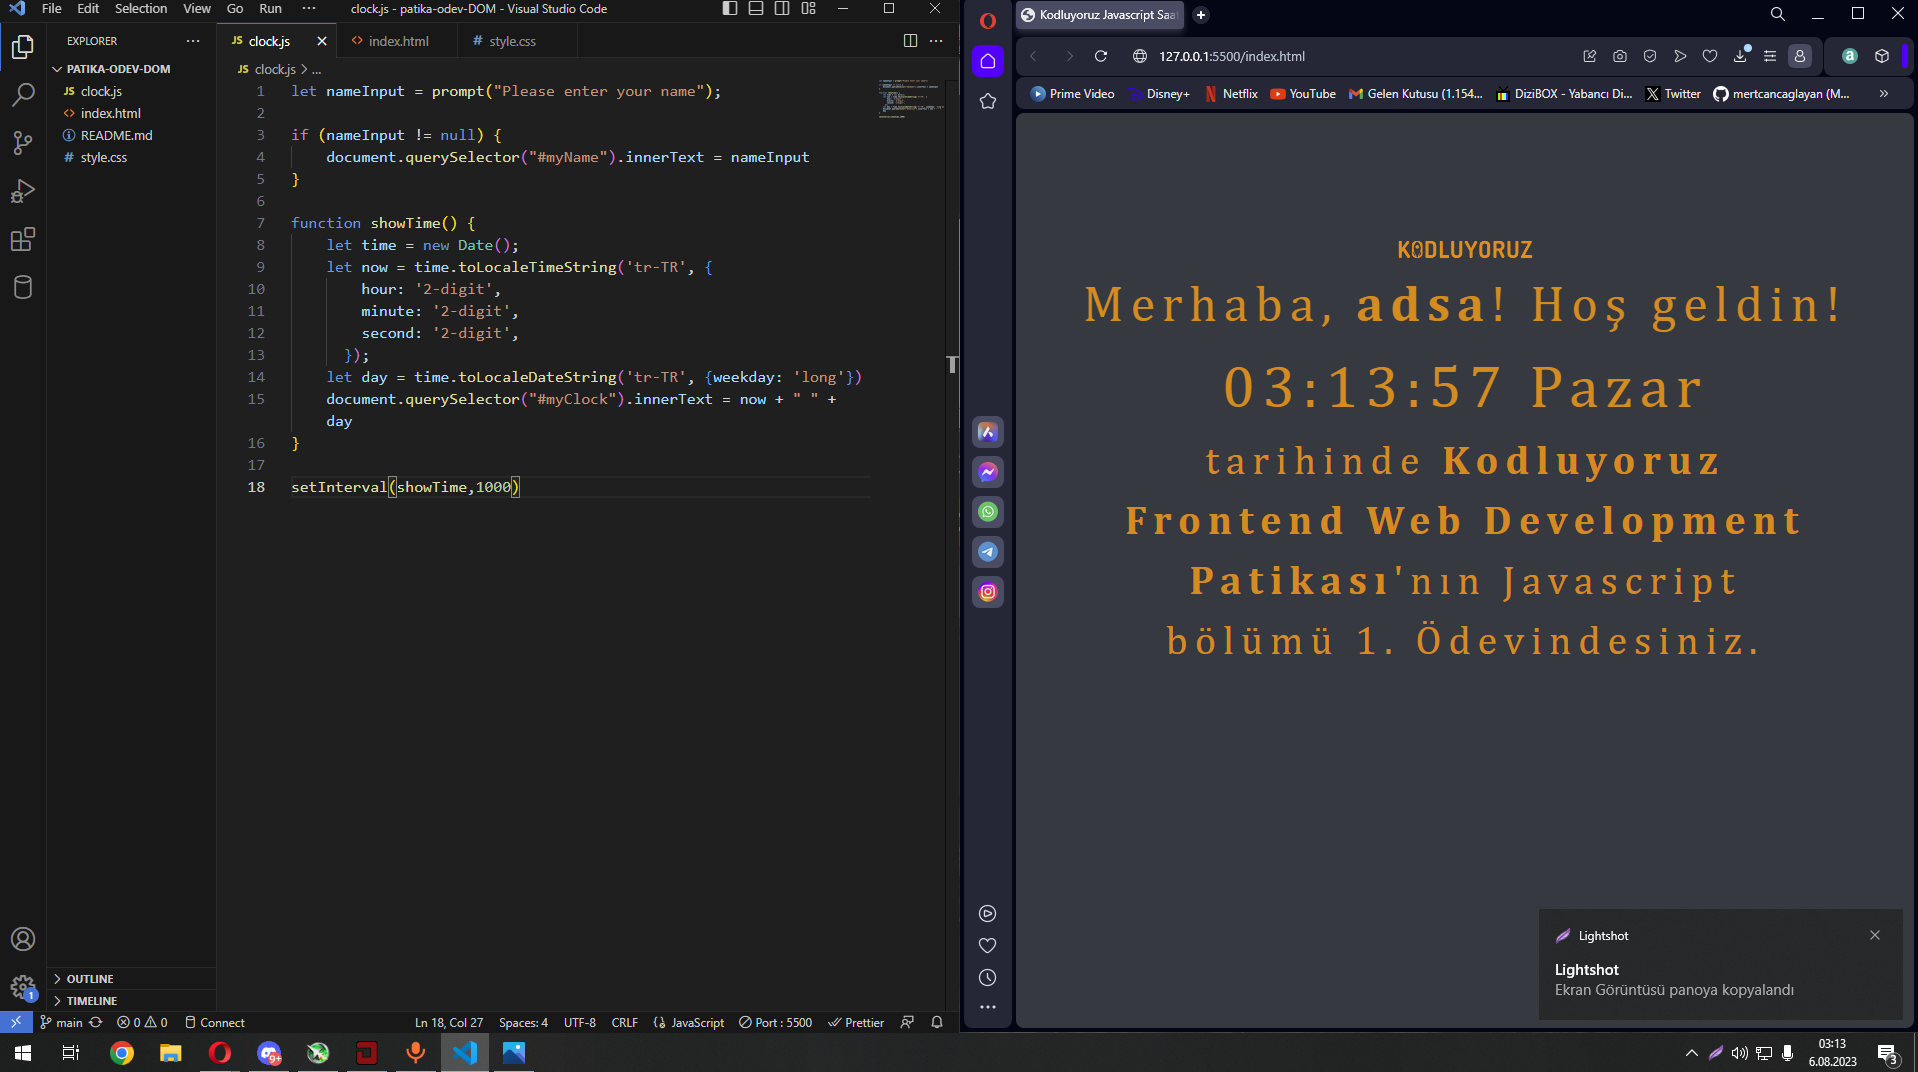 File Edit Selection View Go Run ··· clock.js - patika-odev-DOM - Visual Studio Code
EXPLORER ···
PATIKA-ODEV-DOM
JS clock.js
<> index.html
README.md
# style.css
OUTLINE
TIMELINE
JS clock.js
<> index.html
# style.css
JS clock.js > ...
1 let nameInput = prompt("Please enter your name");
2
3 if (nameInput != null) {
4 document.querySelector("#myName").innerText = nameInput
5 }
6
7 function showTime() {
8 let time = new Date();
9 let now = time.toLocaleTimeString('tr-TR', {
10 hour: '2-digit',
11 minute: '2-digit',
12 second: '2-digit',
13 });
14 let day = time.toLocaleDateString('tr-TR', {weekday: 'long'})
15 document.querySelector("#myClock").innerText = now + " " +
day
16 }
17
18 setInterval(showTime,1000)
main 0 0 Connect Ln 18, Col 27 Spaces: 4 UTF-8 CRLF JavaScript Port : 5500 Prettier
1
Kodluyoruz Javascript Saa
127.0.0.1:5500/index.html
a
Prime Video Disney+ Netflix YouTube Gelen Kutusu (1.154... DiziBOX - Yabancı Di... Twitter mertcancaglayan (M... »
KODLUYORUZ
Merhaba, adsa! Hoş geldin!
03:13:57 Pazar
tarihinde Kodluyoruz
Frontend Web Development
Patikası'nın Javascript
bölümü 1. Ödevindesiniz.
Lightshot
Lightshot
Ekran Görüntüsü panoya kopyalandı
9+
03:13
6.08.2023
3